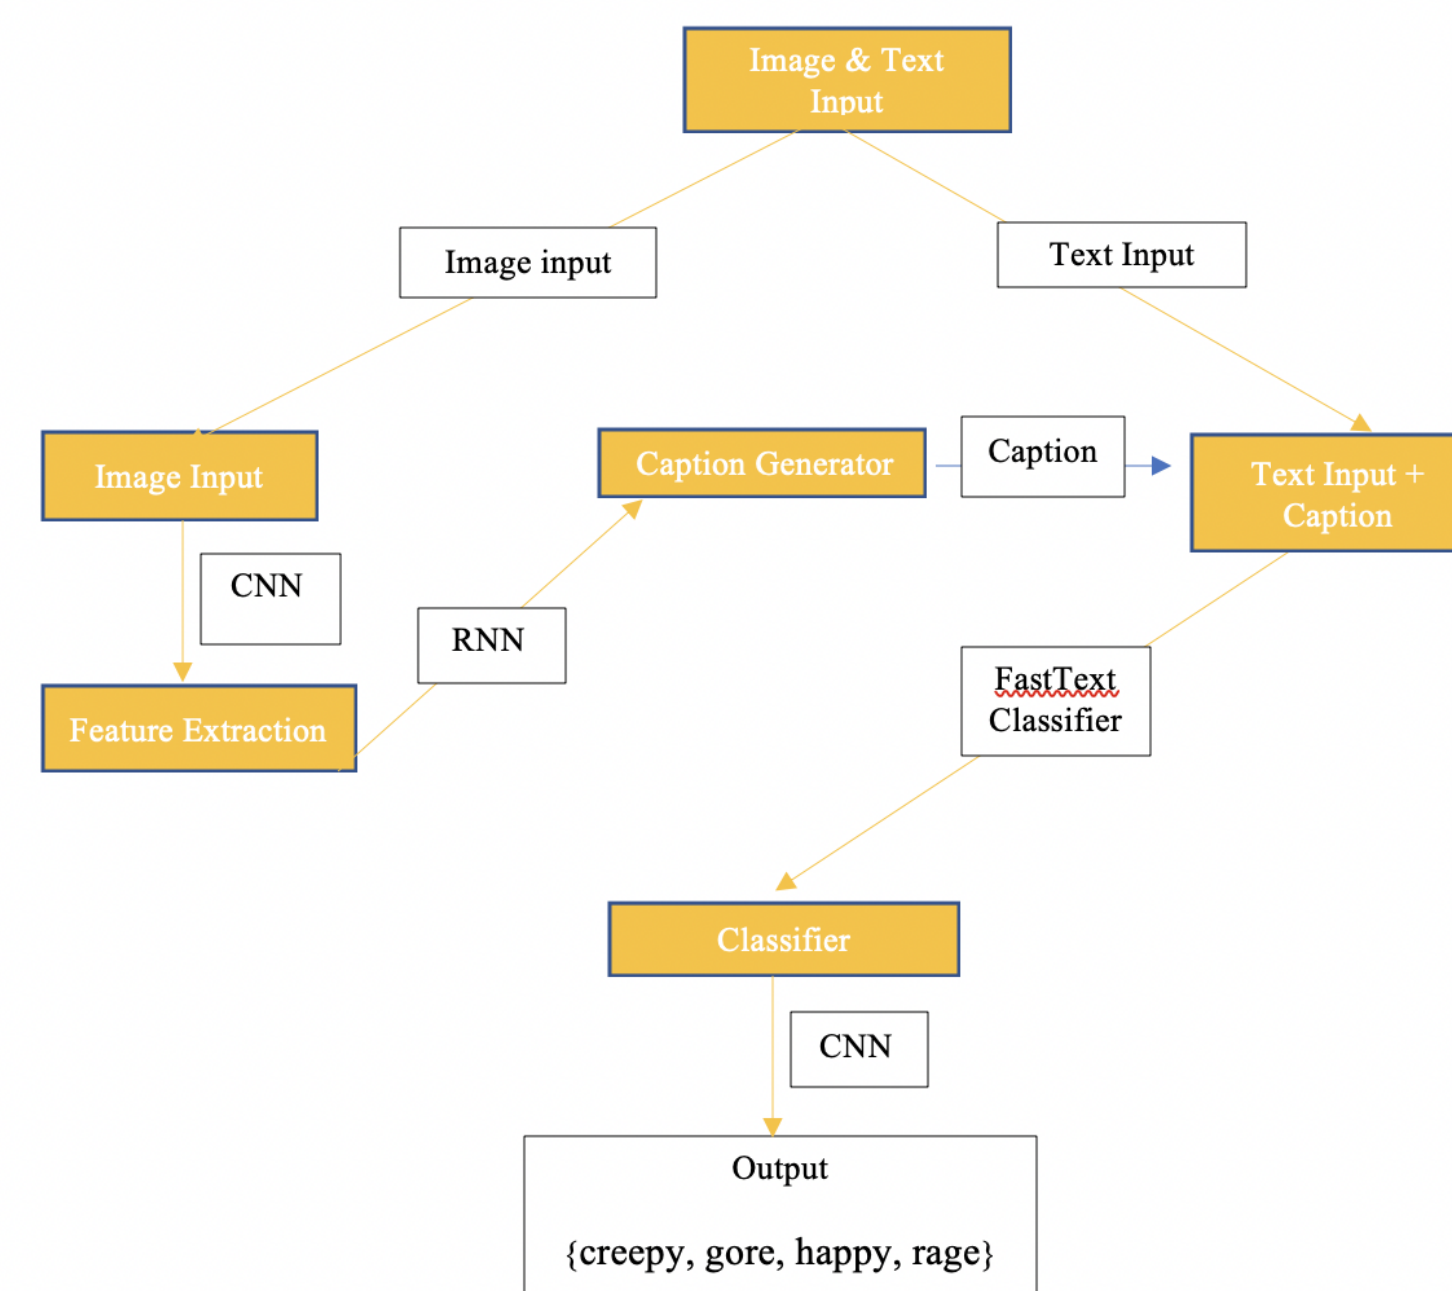 Image & Text
Input
Image input
Text Input
Image Input
Caption Generator
Caption
Text Input +
Caption
CNN
RNN
Feature Extraction
FastText
Classifier
Classifier
CNN
Output
{creepy, gore, happy, rage}